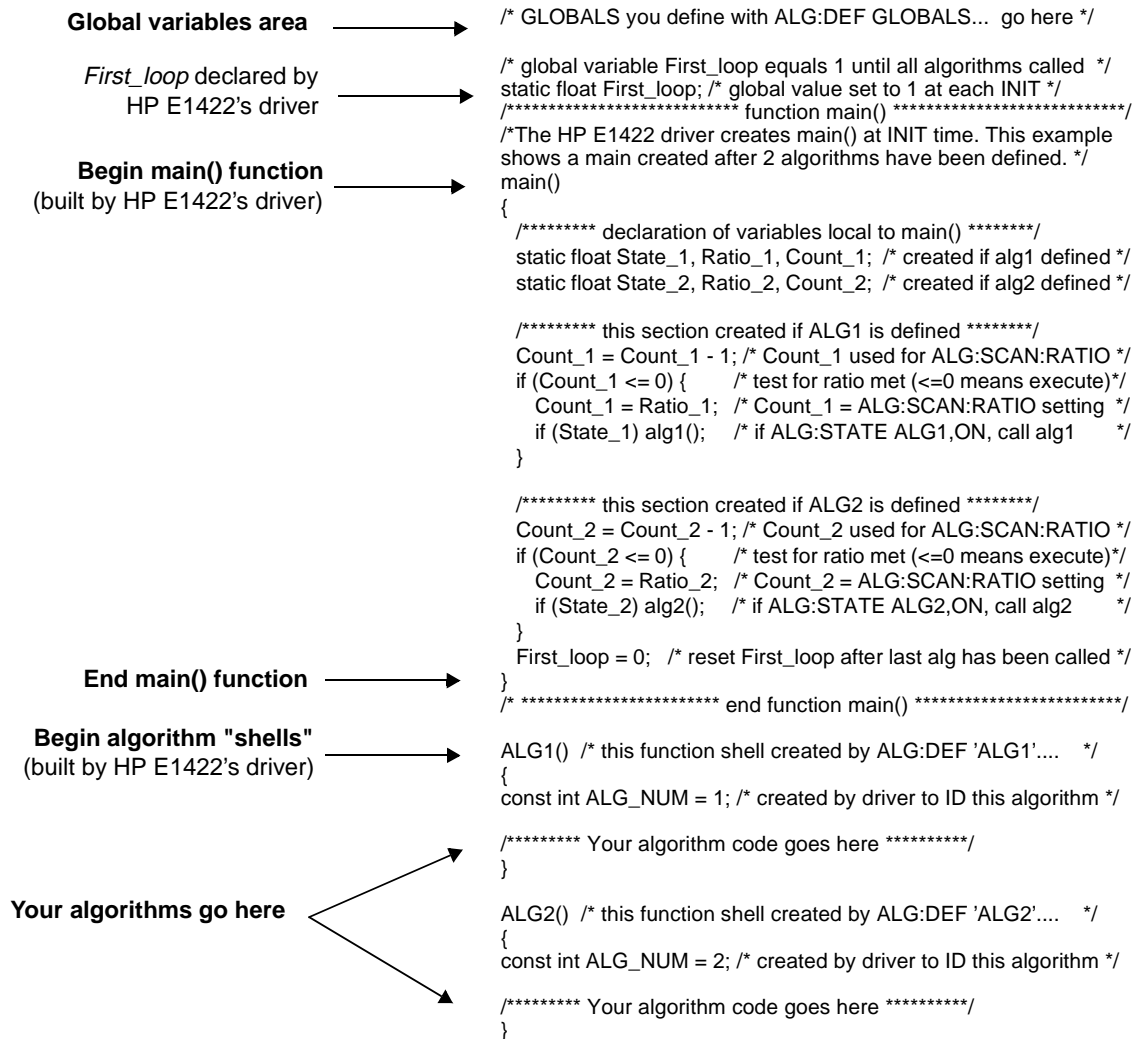 Global variables area
/* GLOBALS you define with ALG:DEF GLOBALS... go here */
First_loop declared by
HP E1422's driver
/* global variable First_loop equals 1 until all algorithms called */
static float First_loop; /* global value set to 1 at each INIT */
/**************************** function main() ****************************/
/*The HP E1422 driver creates main() at INIT time. This example
shows a main created after 2 algorithms have been defined. */
Begin main() function
(built by HP E1422's driver)
main()
{
/********* declaration of variables local to main() ********/
static float State_1, Ratio_1, Count_1; /* created if alg1 defined */
static float State_2, Ratio_2, Count_2; /* created if alg2 defined */
/********* this section created if ALG1 is defined ********/
Count_1 = Count_1 - 1; /* Count_1 used for ALG:SCAN:RATIO */
if (Count_1 <= 0) { /* test for ratio met (<=0 means execute)*/
Count_1 = Ratio_1; /* Count_1 = ALG:SCAN:RATIO setting */
if (State_1) alg1(); /* if ALG:STATE ALG1,ON, call alg1 */
}
/********* this section created if ALG2 is defined ********/
Count_2 = Count_2 - 1; /* Count_2 used for ALG:SCAN:RATIO */
if (Count_2 <= 0) { /* test for ratio met (<=0 means execute)*/
Count_2 = Ratio_2; /* Count_2 = ALG:SCAN:RATIO setting */
if (State_2) alg2(); /* if ALG:STATE ALG2,ON, call alg2 */
}
First_loop = 0; /* reset First_loop after last alg has been called */
End main() function
}
/* ************************ end function main() *************************/
Begin algorithm "shells"
(built by HP E1422's driver)
ALG1() /* this function shell created by ALG:DEF 'ALG1'.... */
{
const int ALG_NUM = 1; /* created by driver to ID this algorithm */
/********* Your algorithm code goes here **********/
}
Your algorithms go here
ALG2() /* this function shell created by ALG:DEF 'ALG2'.... */
{
const int ALG_NUM = 2; /* created by driver to ID this algorithm */
/********* Your algorithm code goes here **********/
}